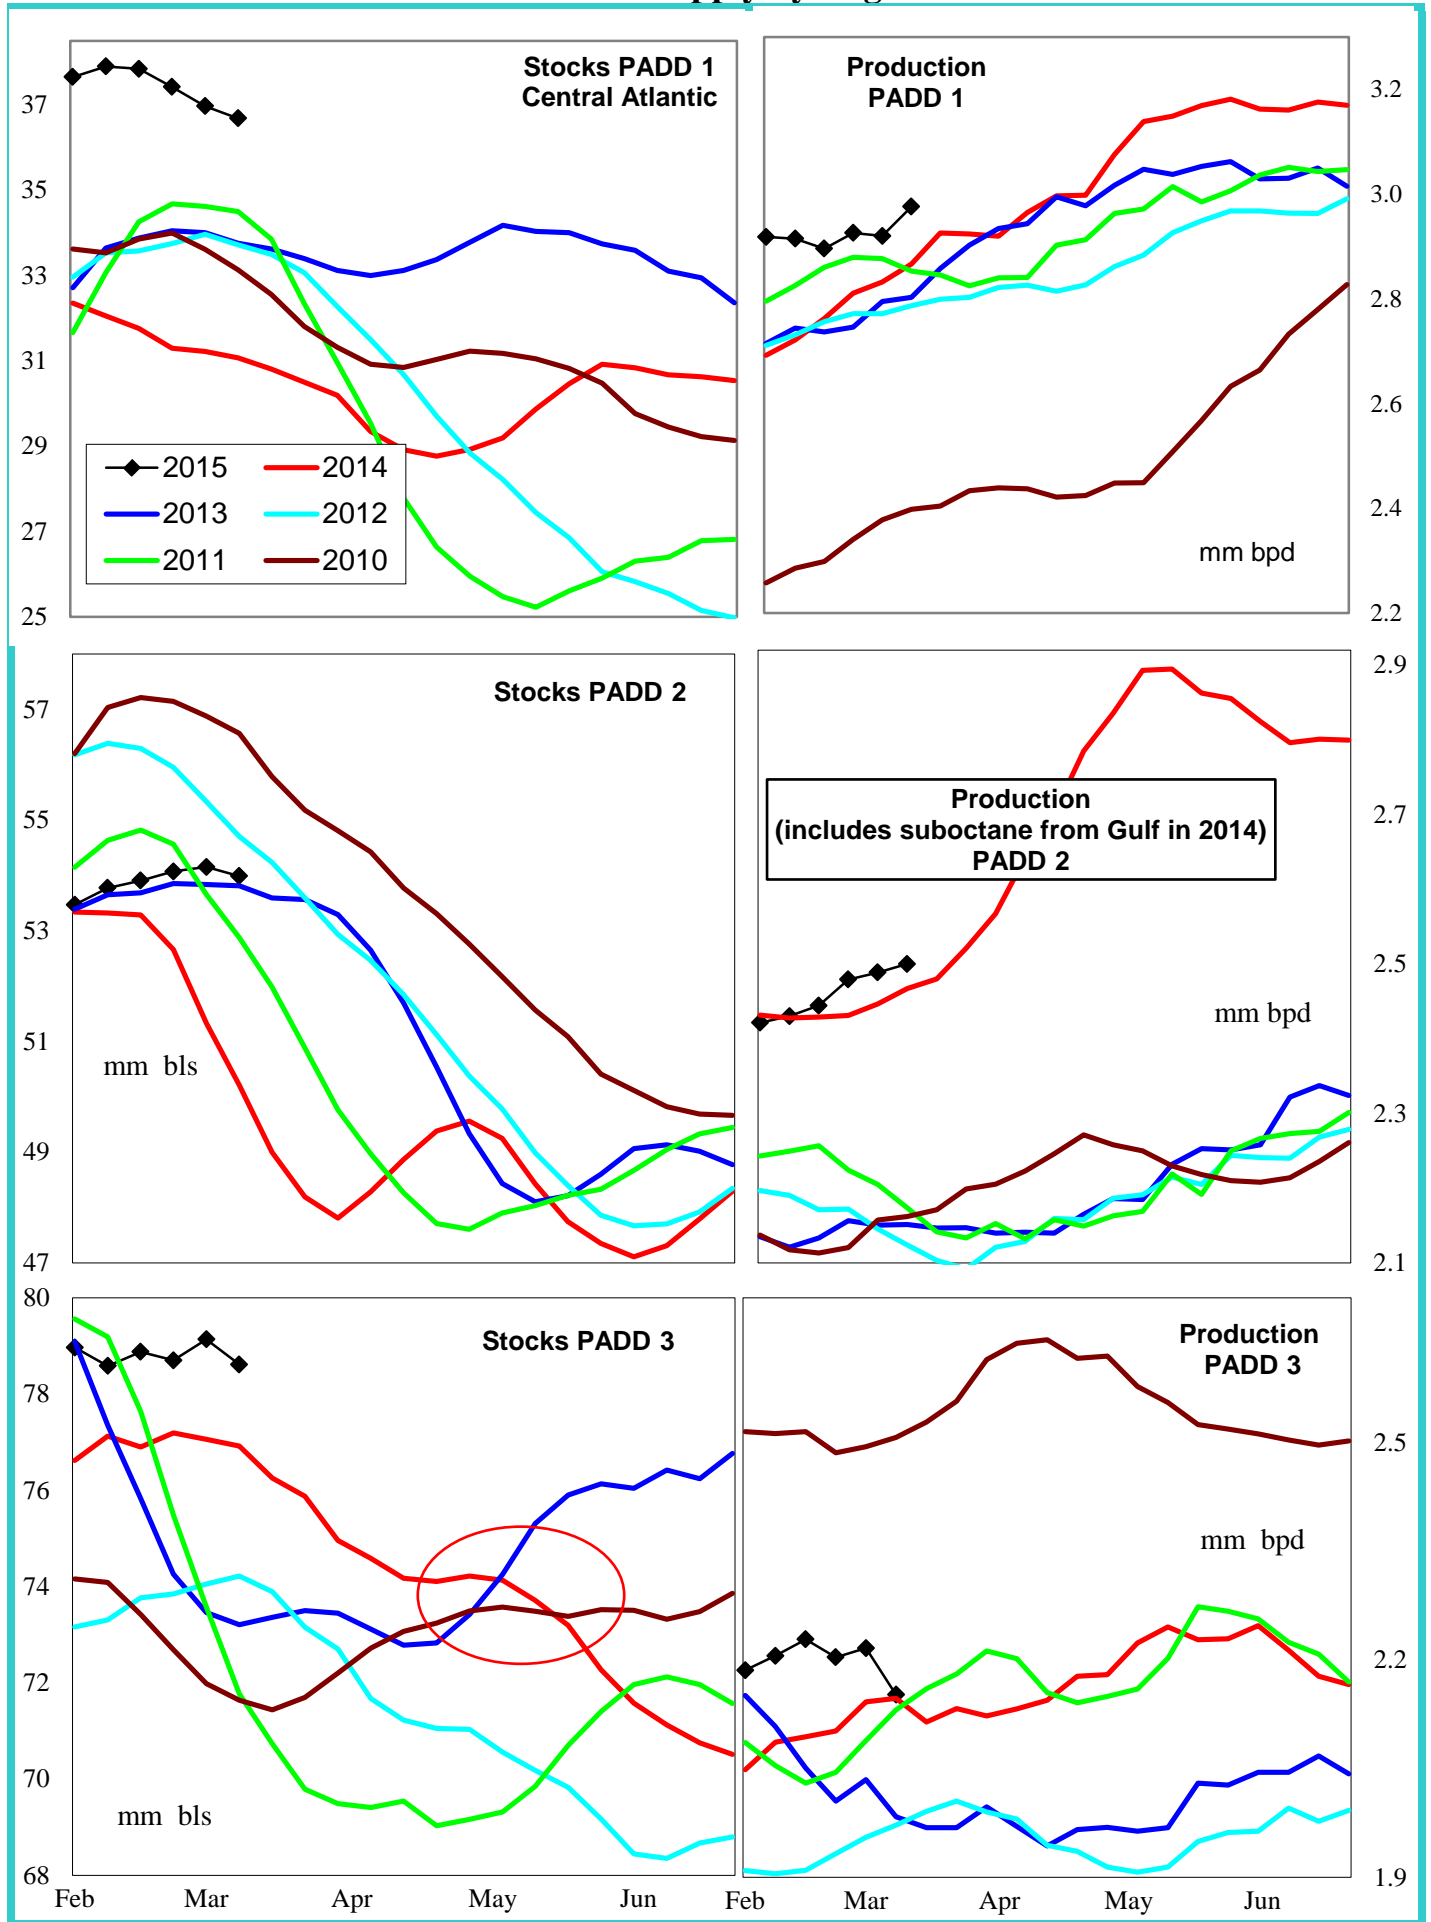 Stocks PADD 1
Central Atlantic
37
35
33
31
29
27
25
2015
2014
2013
2012
2011
2010
Production
PADD 1
mm bpd
3.2
3.0
2.8
2.6
2.4
2.2
Stocks PADD 2
57
55
53
51
49
47
mm bls
Production
(includes suboctane from Gulf in 2014)
PADD 2
mm bpd
2.9
2.7
2.5
2.3
2.1
Stocks PADD 3
80
78
76
74
72
70
68
mm bls
Feb Mar Apr May Jun
Production
PADD 3
mm bpd
2.5
2.2
1.9
Feb Mar Apr May Jun